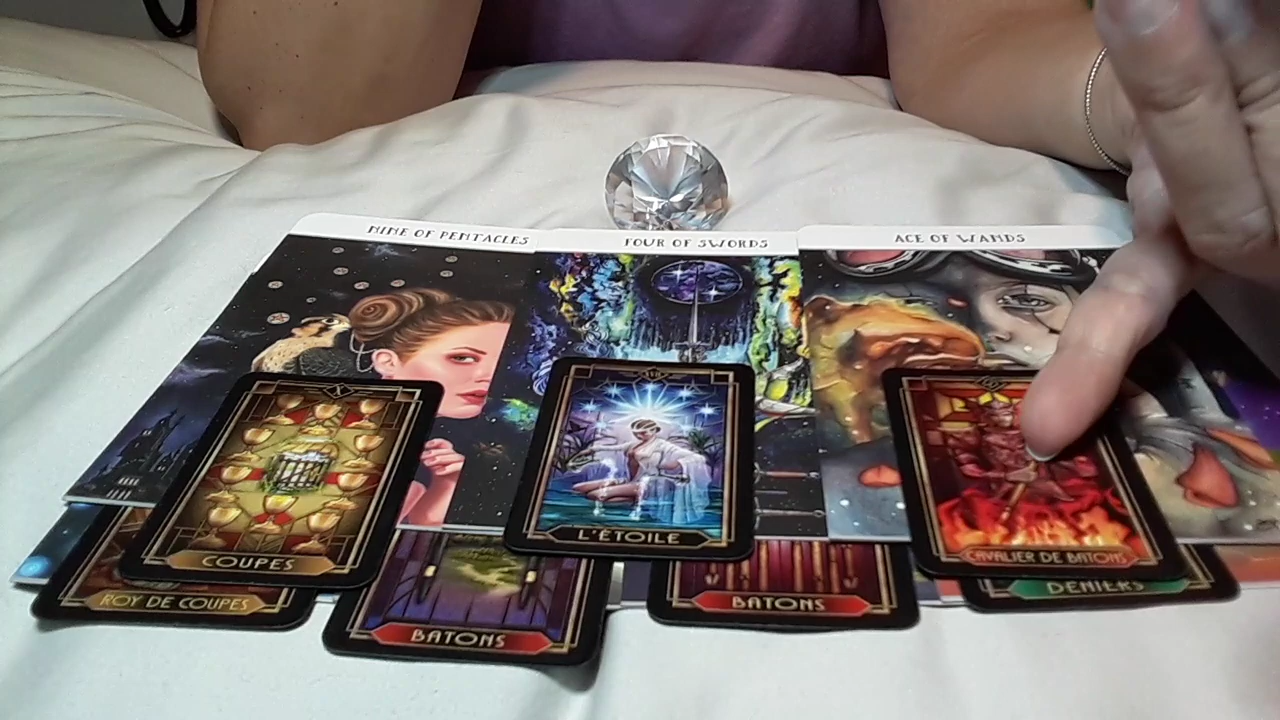 NINE OF PENTACLES
FOUR OF SWORDS
ACE OF WANDS
X
COUPES
XVII
L'ÉTOILE
CAVALIER DE BATONS
ROY DE COUPES
BATONS
BATONS
DENIERS